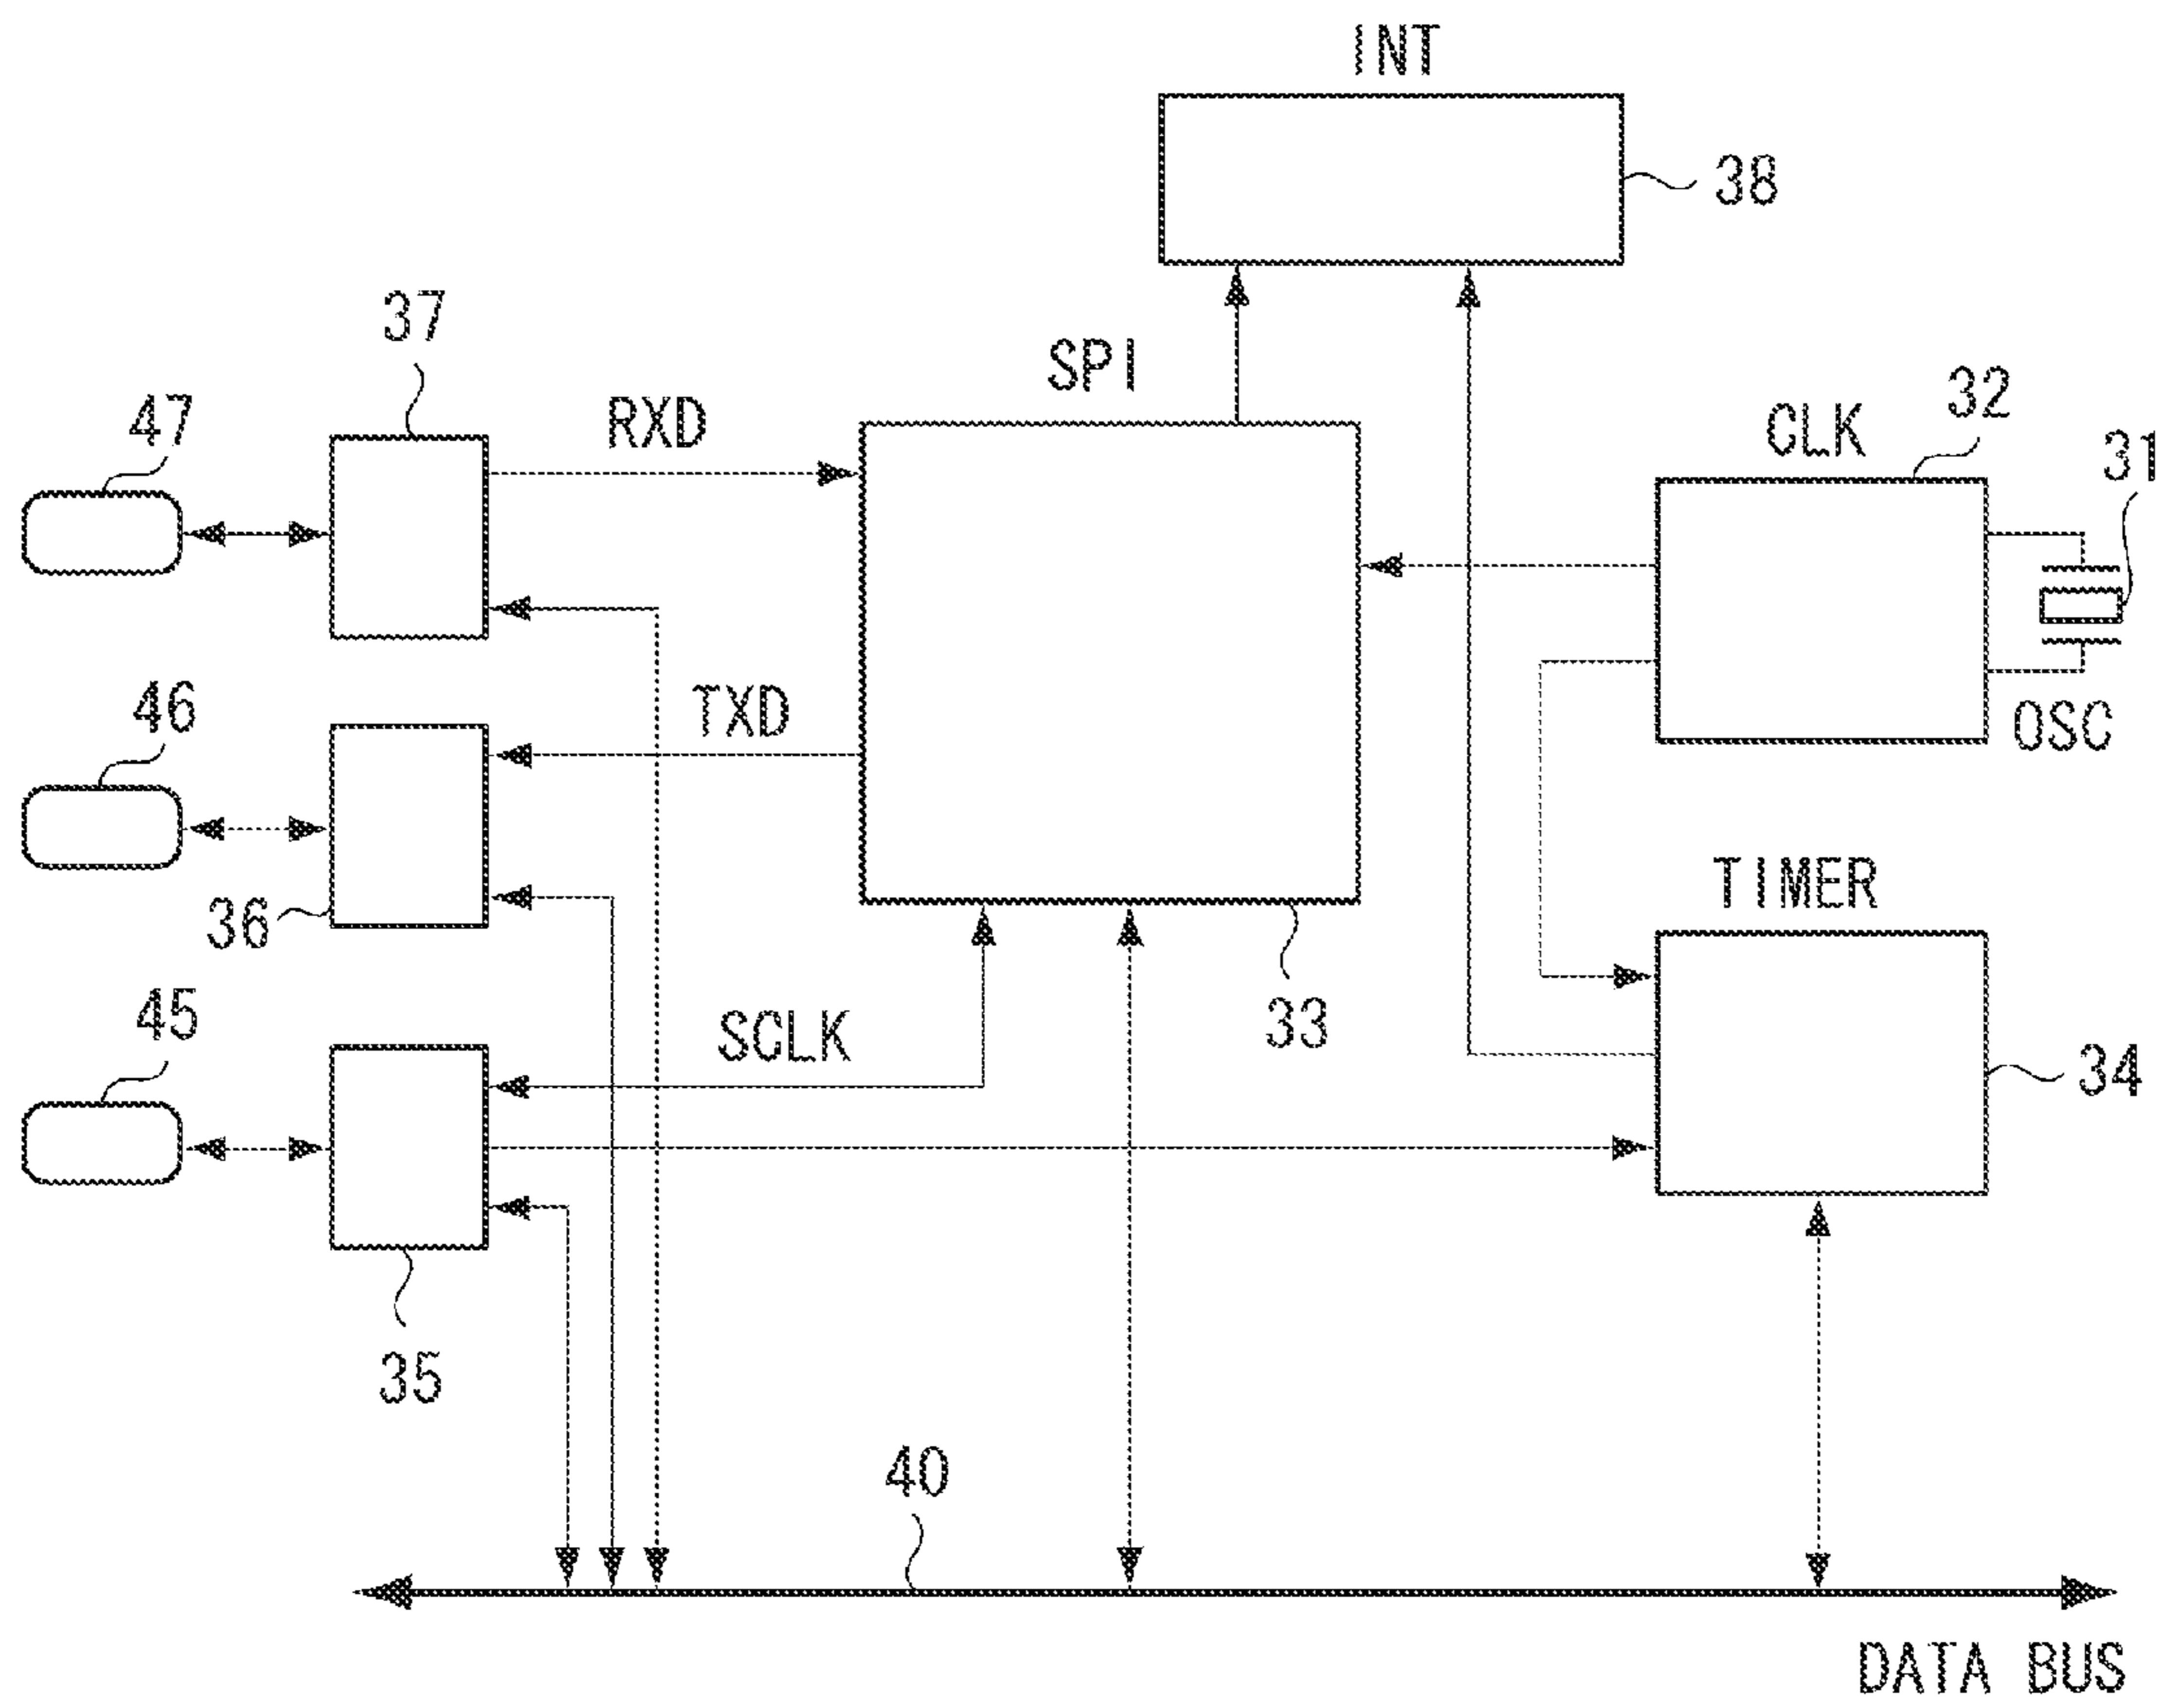 INT
38
37
SPI
32
47
RXD
CLK
31
46
TXD
OSC
36
TIMER
45
SCLK
33
34
35
40
DATA BUS